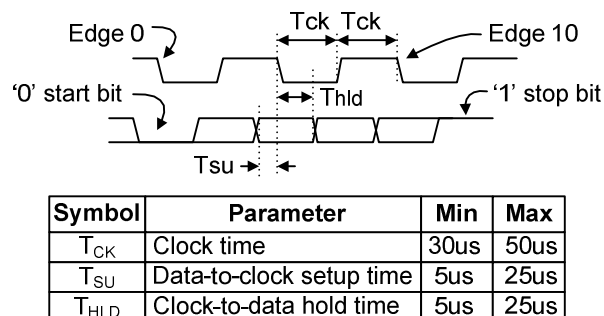 Tck Tck
Edge 0 Edge 10
'0' start bit Thld '1' stop bit
Tsu
Symbol Parameter Min Max
TCK Clock time 30us 50us
TSU Data-to-clock setup time 5us 25us
THLD Clock-to-data hold time 5us 25us